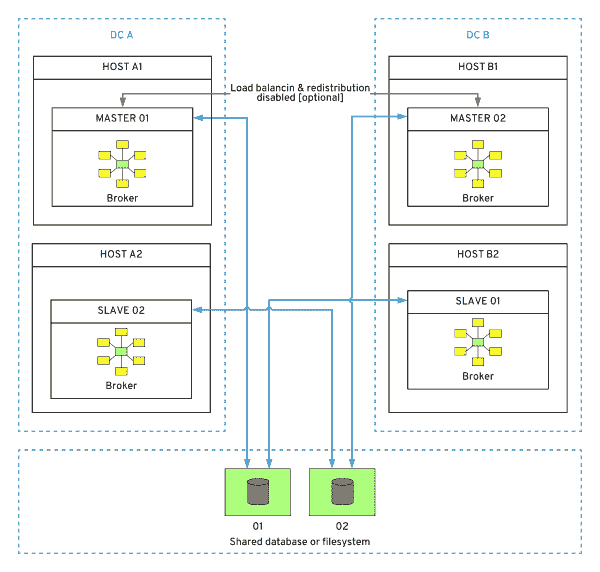 DC A
DC B
HOST A1
HOST B1
Load balancin & redistribution
disabled [optional]
MASTER 01
MASTER 02
Broker
Broker
HOST A2
HOST B2
SLAVE 02
SLAVE 01
Broker
Broker
01
02
Shared database or filesystem